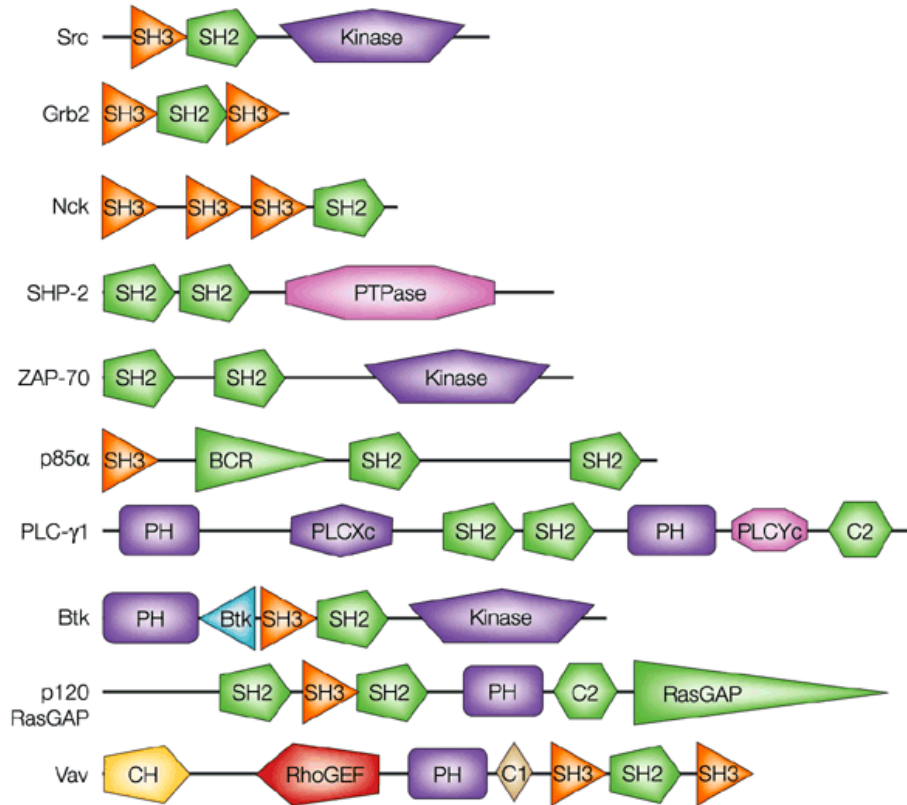 Src SH3 SH2 Kinase
Grb2 SH3 SH2 SH3
Nck SH3 SH3 SH3 SH2
SHP-2 SH2 SH2 PTPase
ZAP-70 SH2 SH2 Kinase
p85α SH3 BCR SH2 SH2
PLC-γ1 PH PLCXc SH2 SH2 PH PLCYc C2
Btk PH Btk SH3 SH2 Kinase
p120 SH2 SH3 SH2 PH C2 RasGAP
RasGAP
Vav CH RhoGEF PH C1 SH3 SH2 SH3